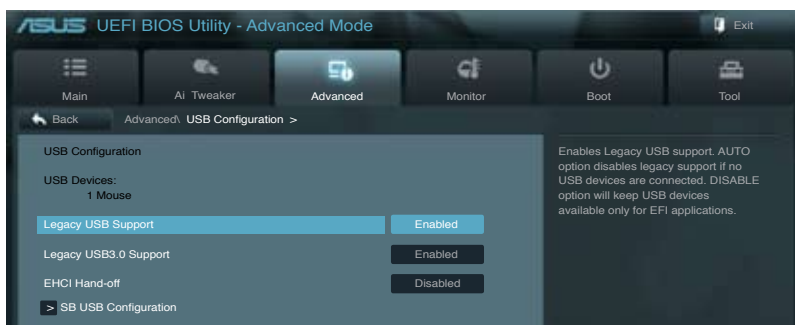 ASUS UEFI BIOS Utility - Advanced Mode
Exit
Main
Ai Tweaker
Advanced
Monitor
Boot
Tool
Back
Advanced\ USB Configuration >
USB Configuration
USB Devices:
1 Mouse
Legacy USB Support Enabled
Legacy USB3.0 Support Enabled
EHCI Hand-off Disabled
> SB USB Configuration
Enables Legacy USB support. AUTO
option disables legacy support if no
USB devices are connected. DISABLE
option will keep USB devices
available only for EFI applications.